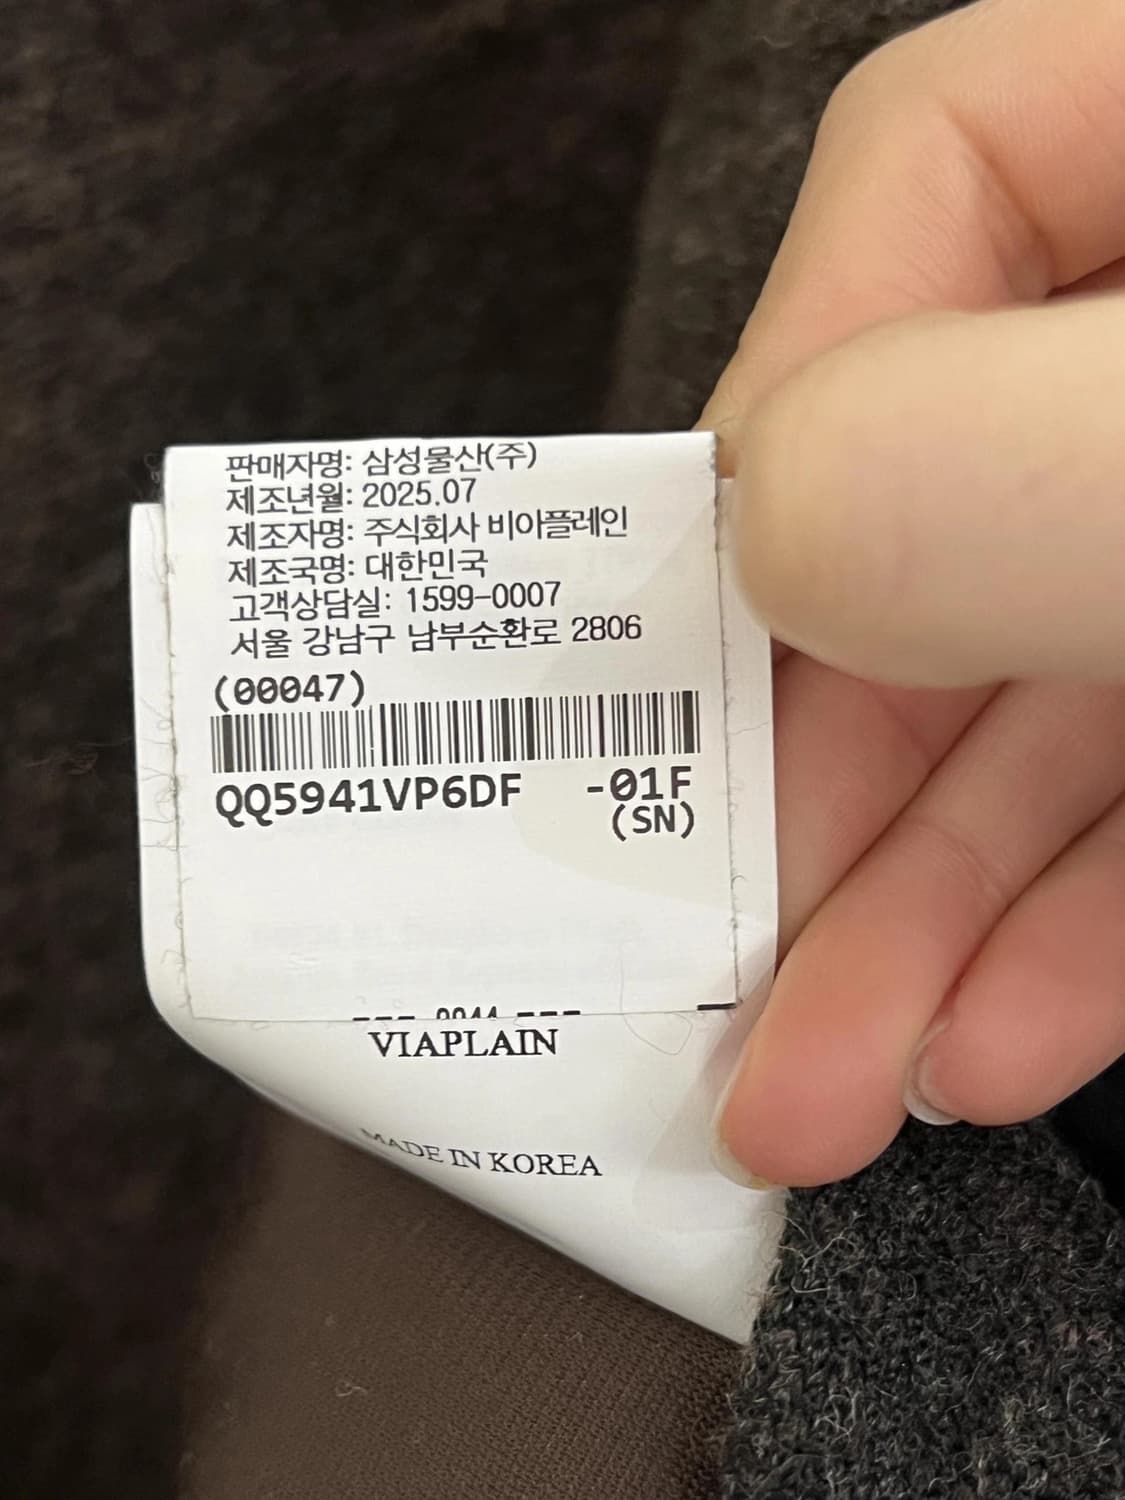 판매자명: 삼성물산(주)
제조년월: 2025.07
제조자명: 주식회사 비아플레인
제조국명: 대한민국
고객상담실: 1599-0007
서울 강남구 남부순환로 2806
(00047)
QQ5941VP6DF -01F
(SN)
VIAPLAIN
MADE IN KOREA